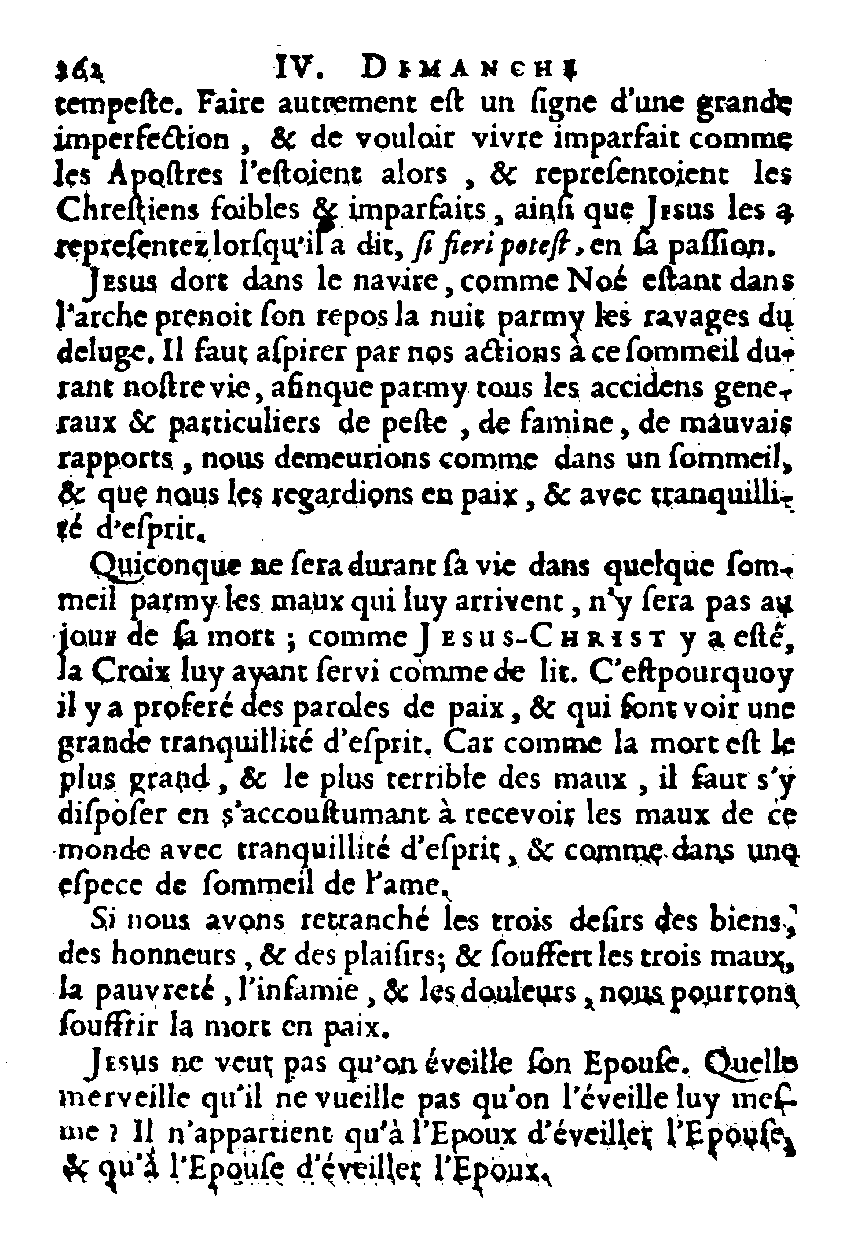 262 IV. DIMANCHE
tempeſte. Faire autrement eſt un ſigne d'une grande
imperfection, & de vouloir vivre imparfait comme
les Apoſtres l'eſtoient alors, & repreſentoient les
Chreſtiens foibles & imparfaits, ainſi que JESUS les a
repreſentez lorſqu'il a dit, ſi fieri poteſt, en ſa paſſion.
JESUS dort dans le navire, comme Noé eſtant dans
l'arche prenoit ſon repos la nuit parmy les ravages du
deluge. Il faut aſpirer par nos actions à ce ſommeil du-
rant noſtre vie, afinque parmy tous les accidens gene-
raux & particuliers de peſte, de famine, de mauvais
rapports, nous demeurions comme dans un ſommeil,
& que nous les regardions en paix, & avec tranquilli-
té d'eſprit.
Quiconque ne ſera durant ſa vie dans quelque ſom-
meil parmy les maux qui luy arrivent, n'y ſera pas au
jour de ſa mort; comme JESUS-CHRIST y a eſté,
la Croix luy ayant ſervi comme de lit. C'eſtpourquoy
il y a proferé des paroles de paix, & qui font voir une
grande tranquillité d'eſprit. Car comme la mort eſt le
plus grand, & le plus terrible des maux, il faut s'y
diſpoſer en s'accouſtumant à recevoir les maux de ce
monde avec tranquillité d'eſprit, & comme dans une
eſpece de ſommeil de l'ame.
Si nous avons retranché les trois deſirs des biens,
des honneurs, & des plaiſirs; & ſouffert les trois maux,
la pauvreté, l'infamie, & les douleurs, nous pourrons
ſouffrir la mort en paix.
JESUS ne veut pas qu'on éveille ſon Epouſe. Quelle
merveille qu'il ne vueille pas qu'on l'éveille luy meſ-
me? Il n'appartient qu'à l'Epoux d'éveiller l'Epouſe,
& qu'à l'Epouſe d'éveiller l'Epoux.